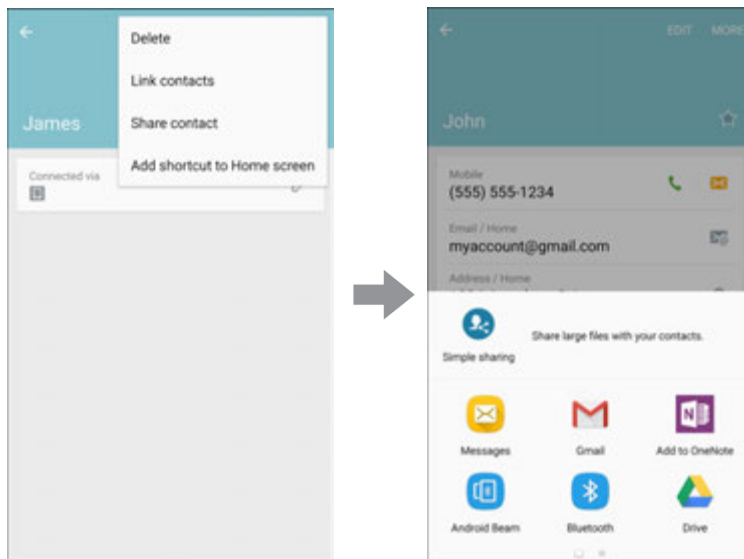 Delete
Link contacts
James
Share contact
Add shortcut to Home screen
Connected via
EDIT MORE
John
Mobile
(555) 555-1234
Email / Home
myaccount@gmail.com
Address / Home
Share large files with your contacts.
Simple sharing
Messages Gmail Add to OneNote
Android Beam Bluetooth Drive